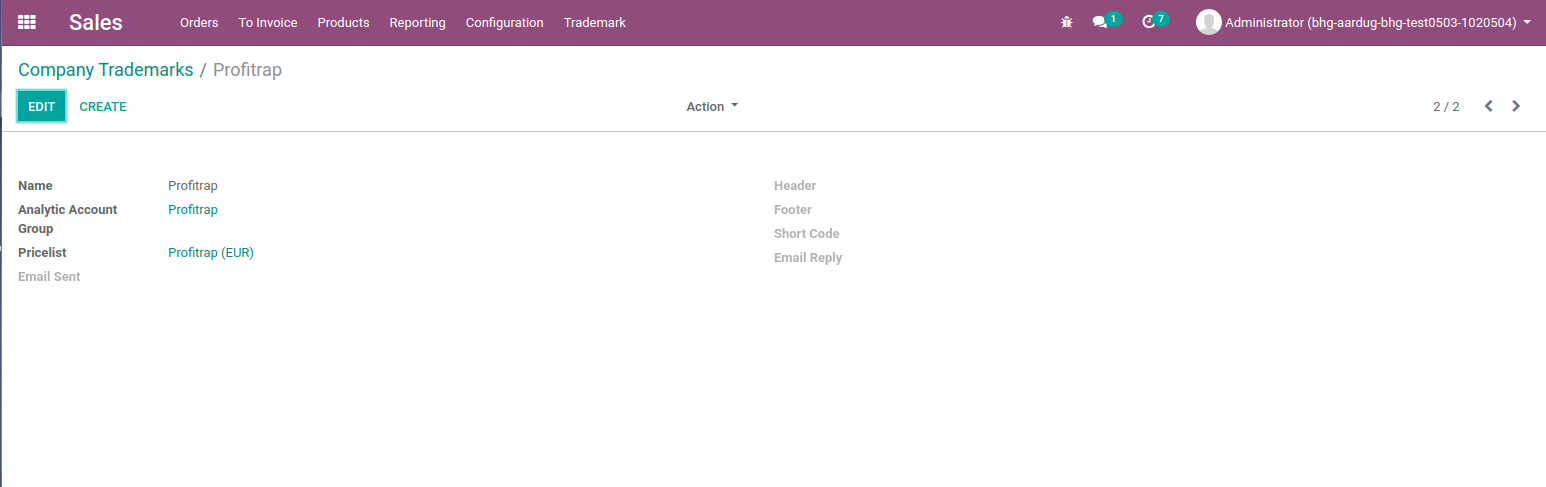 Sales Orders To Invoice Products Reporting Configuration Trademark 1 7 Administrator (bhg-aardug-bhg-test0503-1020504)
Company Trademarks / Profitrap
EDIT CREATE Action 2 / 2
Name Profitrap Header
Analytic Account Group Profitrap Footer
Short Code
Pricelist Profitrap (EUR) Email Reply
Email Sent